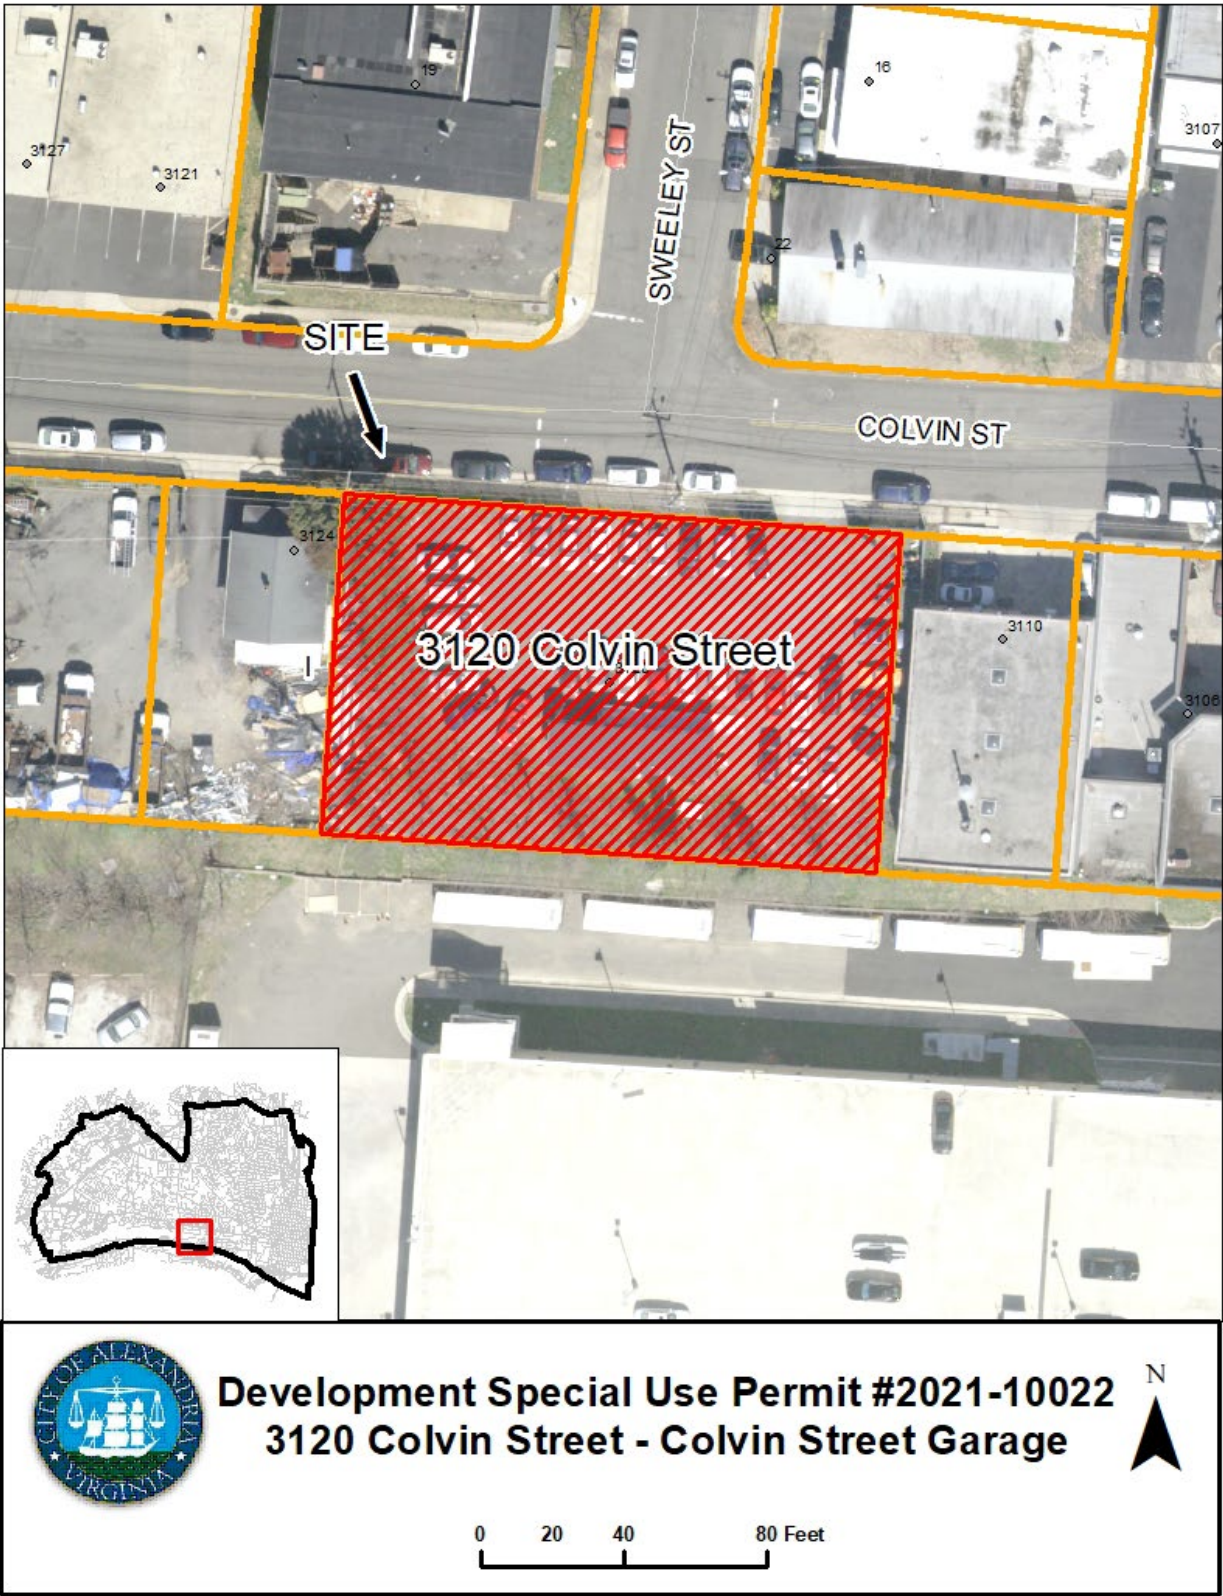 19
16
3107
3127
3121
SWEELEY ST
22
SITE
COLVIN ST
3124
3110
3120 Colvin Street
3106
CITY OF ALEXANDRIA
VIRGINIA
Development Special Use Permit #2021-10022
3120 Colvin Street - Colvin Street Garage
N
0 20 40 80 Feet